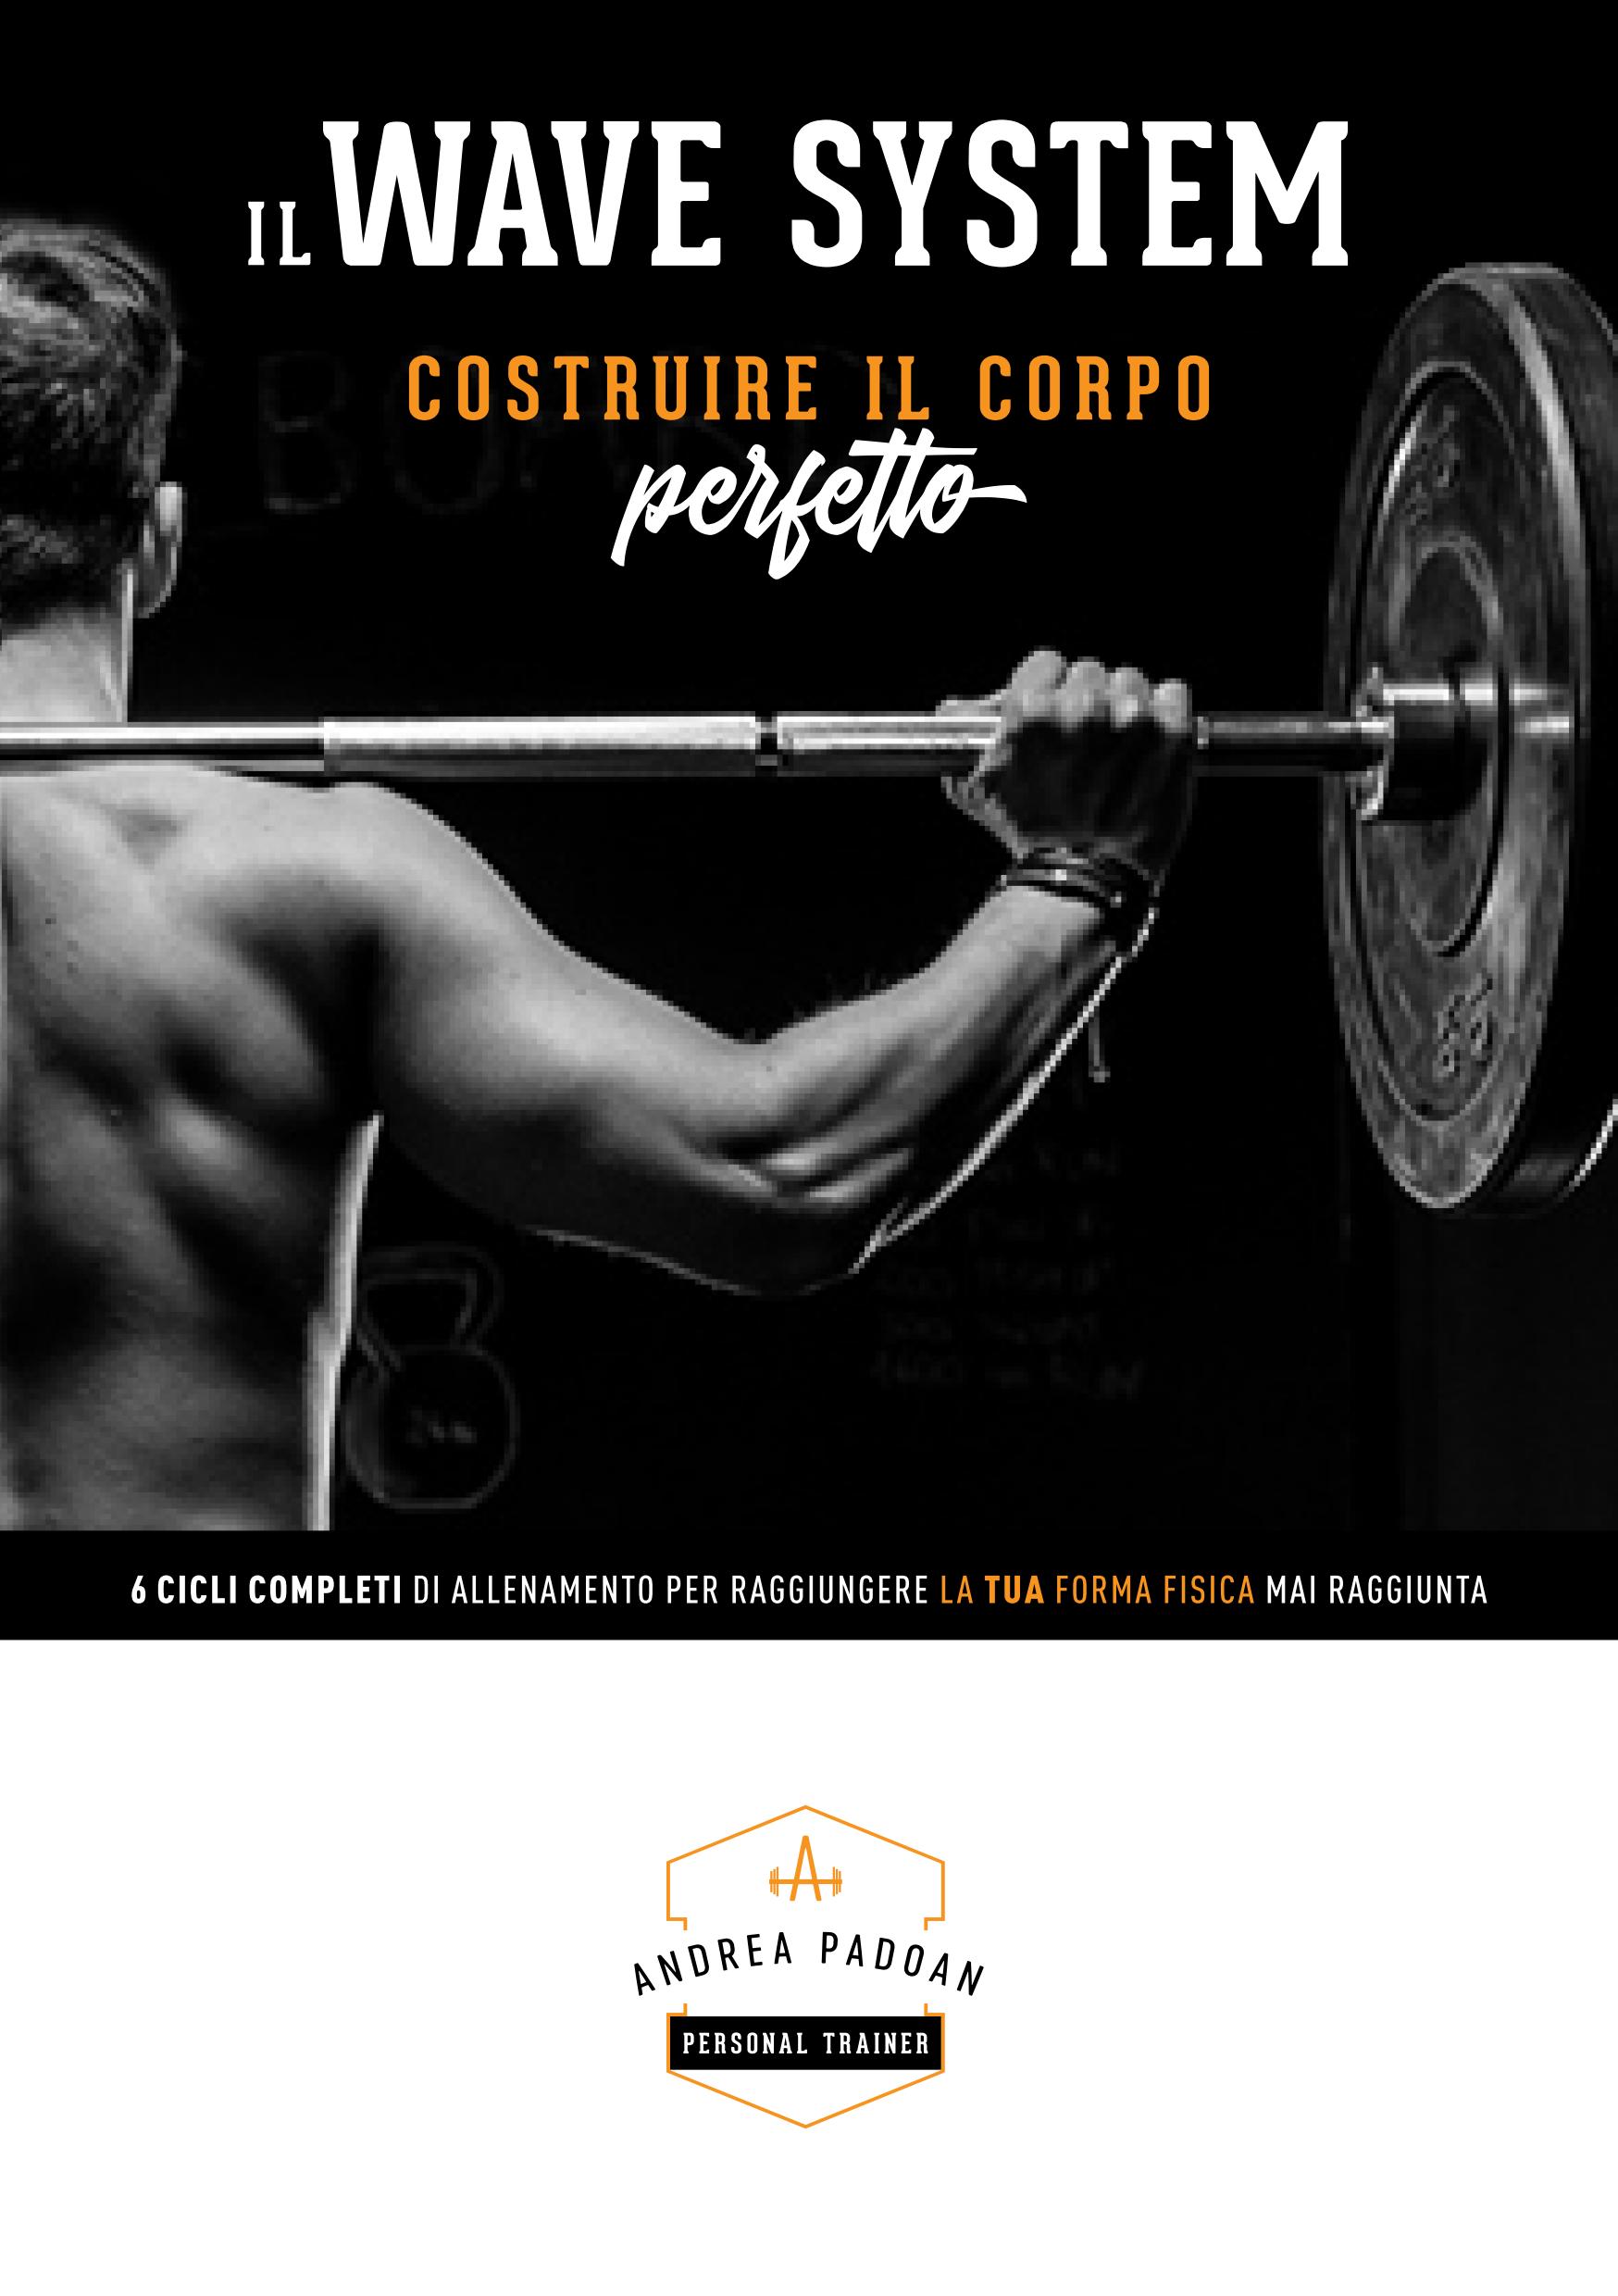 IL WAVE SYSTEM
COSTRUIRE IL CORPO
perfetto
6 CICLI COMPLETI DI ALLENAMENTO PER RAGGIUNGERE LA TUA FORMA FISICA MAI RAGGIUNTA
A
ANDREA PADOAN
PERSONAL TRAINER